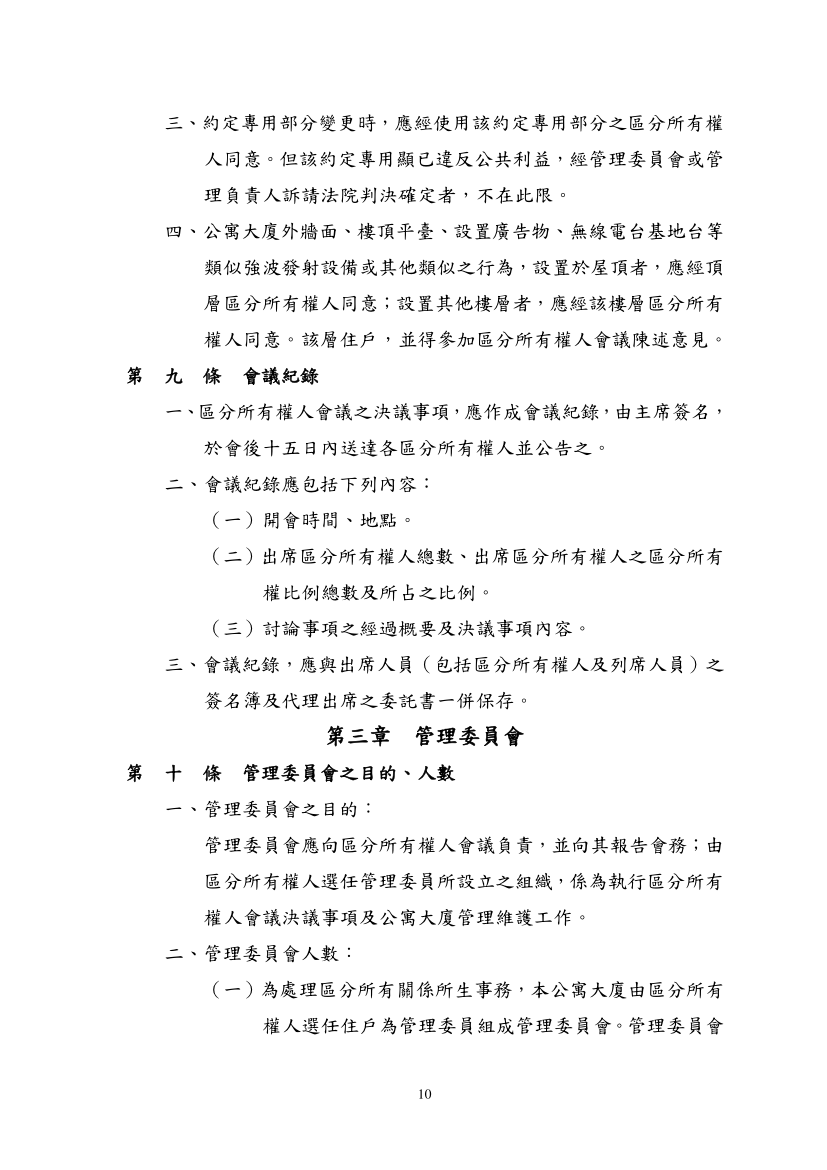 三、約定專用部分變更時，應經使用該約定專用部分之區分所有權
人同意。但該約定專用顯已違反公共利益，經管理委員會或管
理負責人訴請法院判決確定者，不在此限。
四、公寓大廈外牆面、樓頂平臺、設置廣告物、無線電台基地台等
類似強波發射設備或其他類似之行為，設置於屋頂者，應經頂
層區分所有權人同意；設置其他樓層者，應經該樓層區分所有
權人同意。該層住戶，並得參加區分所有權人會議陳述意見。
第　九　條　會議紀錄
一、區分所有權人會議之決議事項，應作成會議紀錄，由主席簽名，
於會後十五日內送達各區分所有權人並公告之。
二、會議紀錄應包括下列內容：
（一）開會時間、地點。
（二）出席區分所有權人總數、出席區分所有權人之區分所有
權比例總數及所占之比例。
（三）討論事項之經過概要及決議事項內容。
三、會議紀錄，應與出席人員（包括區分所有權人及列席人員）之
簽名簿及代理出席之委託書一併保存。
第三章　管理委員會
第　十　條　管理委員會之目的、人數
一、管理委員會之目的：
管理委員會應向區分所有權人會議負責，並向其報告會務；由
區分所有權人選任管理委員所設立之組織，係為執行區分所有
權人會議決議事項及公寓大廈管理維護工作。
二、管理委員會人數：
（一）為處理區分所有關係所生事務，本公寓大廈由區分所有
權人選任住戶為管理委員組成管理委員會。管理委員會
10